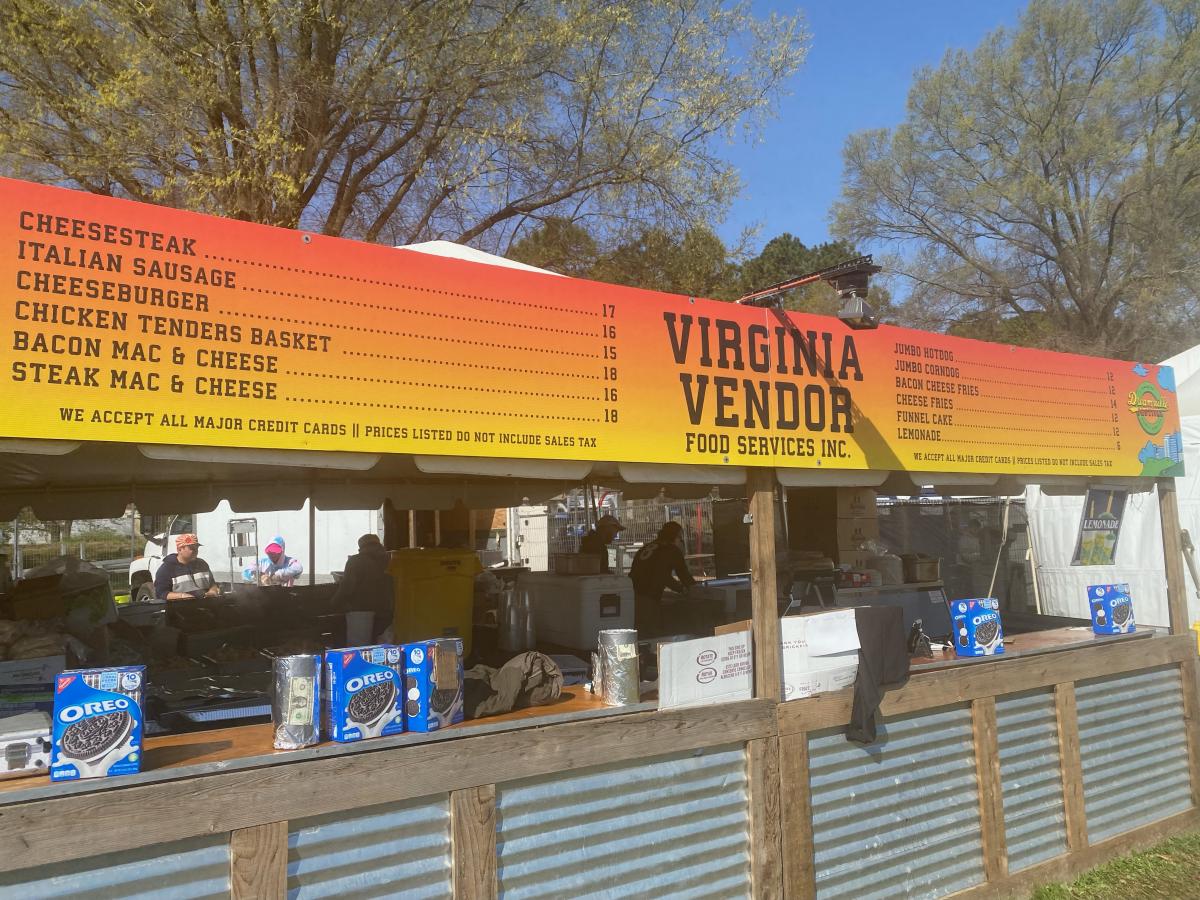 CHEESESTEAK 17
ITALIAN SAUSAGE 16
CHEESEBURGER 15
CHICKEN TENDERS BASKET 18
BACON MAC & CHEESE 16
STEAK MAC & CHEESE 18
WE ACCEPT ALL MAJOR CREDIT CARDS || PRICES LISTED DO NOT INCLUDE SALES TAX
VIRGINIA
VENDOR
FOOD SERVICES INC.
JUMBO HOTDOG 12
JUMBO CORNDOG 12
BACON CHEESE FRIES 14
CHEESE FRIES 12
FUNNEL CAKE 12
LEMONADE 6
WE ACCEPT ALL MAJOR CREDIT CARDS || PRICES LISTED DO NOT INCLUDE SALES TAX
LEMONADE
OREO
OREO
OREO
OREO
OREO